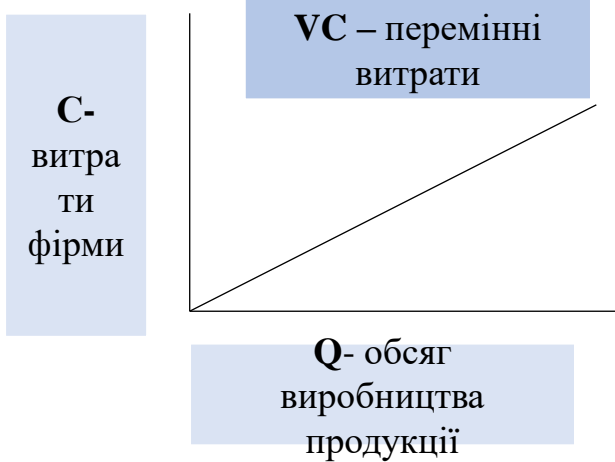 VC – перемінні
витрати
C-
витра
ти
фірми
Q- обсяг
виробництва
продукції